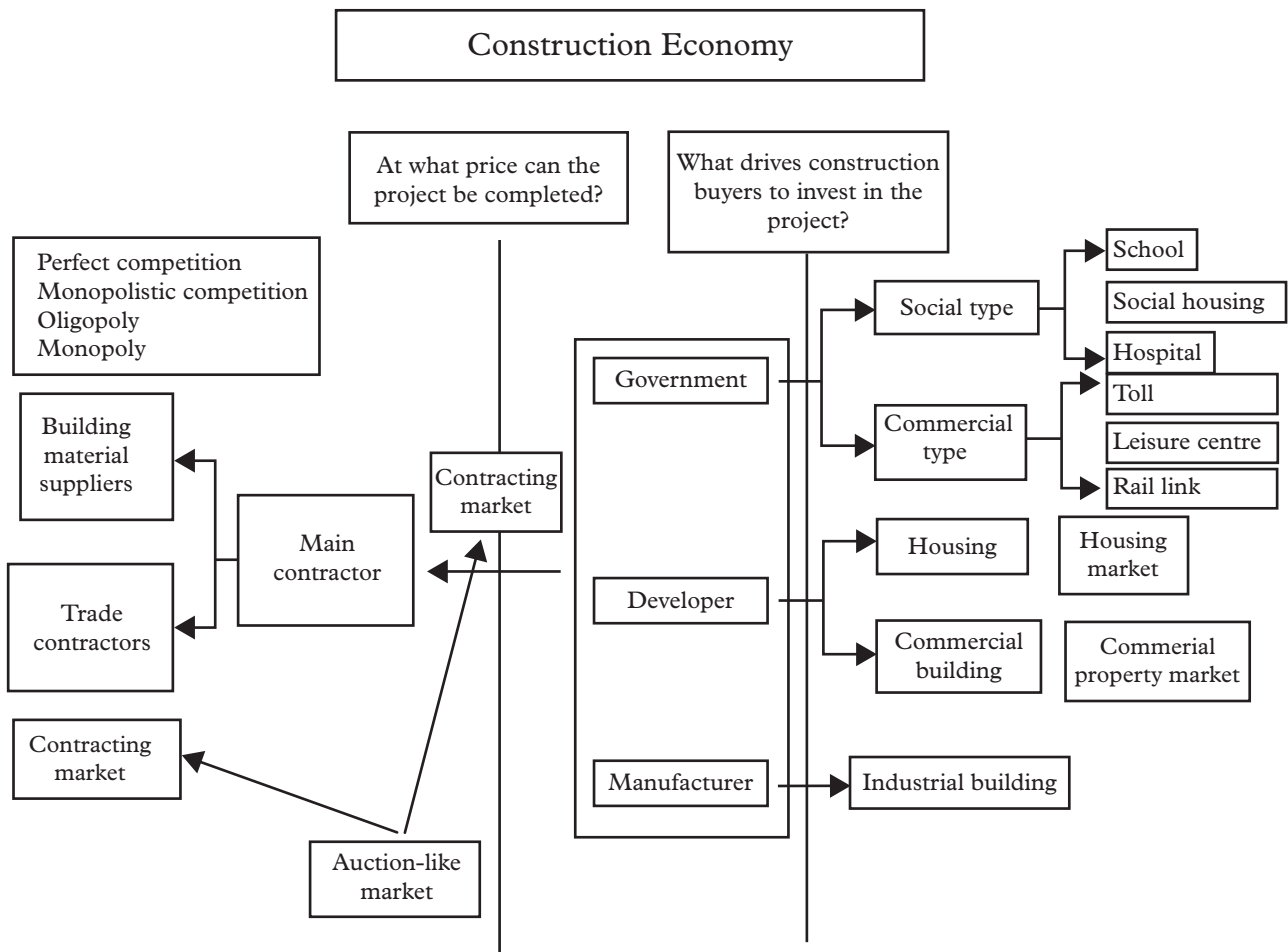 Construction Economy
At what price can the
project be completed?
What drives construction
buyers to invest in the
project?
Perfect competition
Monopolistic competition
Oligopoly
Monopoly
Building
material
suppliers
Trade
contractors
Contracting
market
Main
contractor
Contracting
market
Auction-like
market
Government
Developer
Manufacturer
Social type
Commercial
type
School
Social housing
Hospital
Toll
Leisure centre
Rail link
Housing
Housing
market
Commercial
building
Commerial
property market
Industrial building